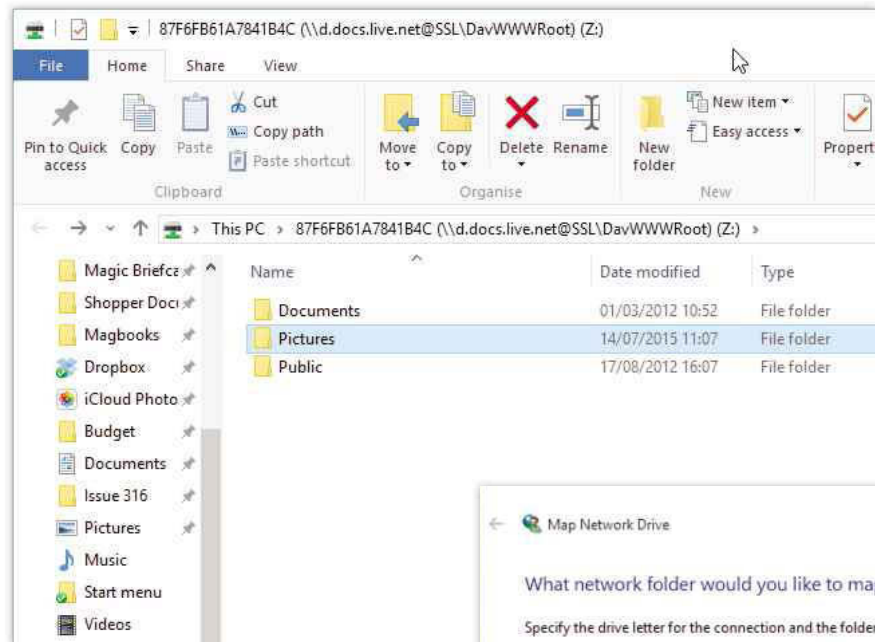 87F6FB61A7841B4C (\\d.docs.live.net@SSL\DavWWWRoot) (Z:)
File Home Share View
Pin to Quick access
Copy
Paste
Cut
Copy path
Paste shortcut
Move to
Copy to
Delete
Rename
New folder
New item
Easy access
Propert
Clipboard Organise New
This PC › 87F6FB61A7841B4C (\\d.docs.live.net@SSL\DavWWWRoot) (Z:) ›
Magic Briefca
Shopper Docu
Magbooks
Dropbox
iCloud Photo
Budget
Documents
Issue 316
Pictures
Music
Start menu
Videos
Name Date modified Type
Documents 01/03/2012 10:52 File folder
Pictures 14/07/2015 11:07 File folder
Public 17/08/2012 16:07 File folder
Map Network Drive
What network folder would you like to map
Specify the drive letter for the connection and the folder